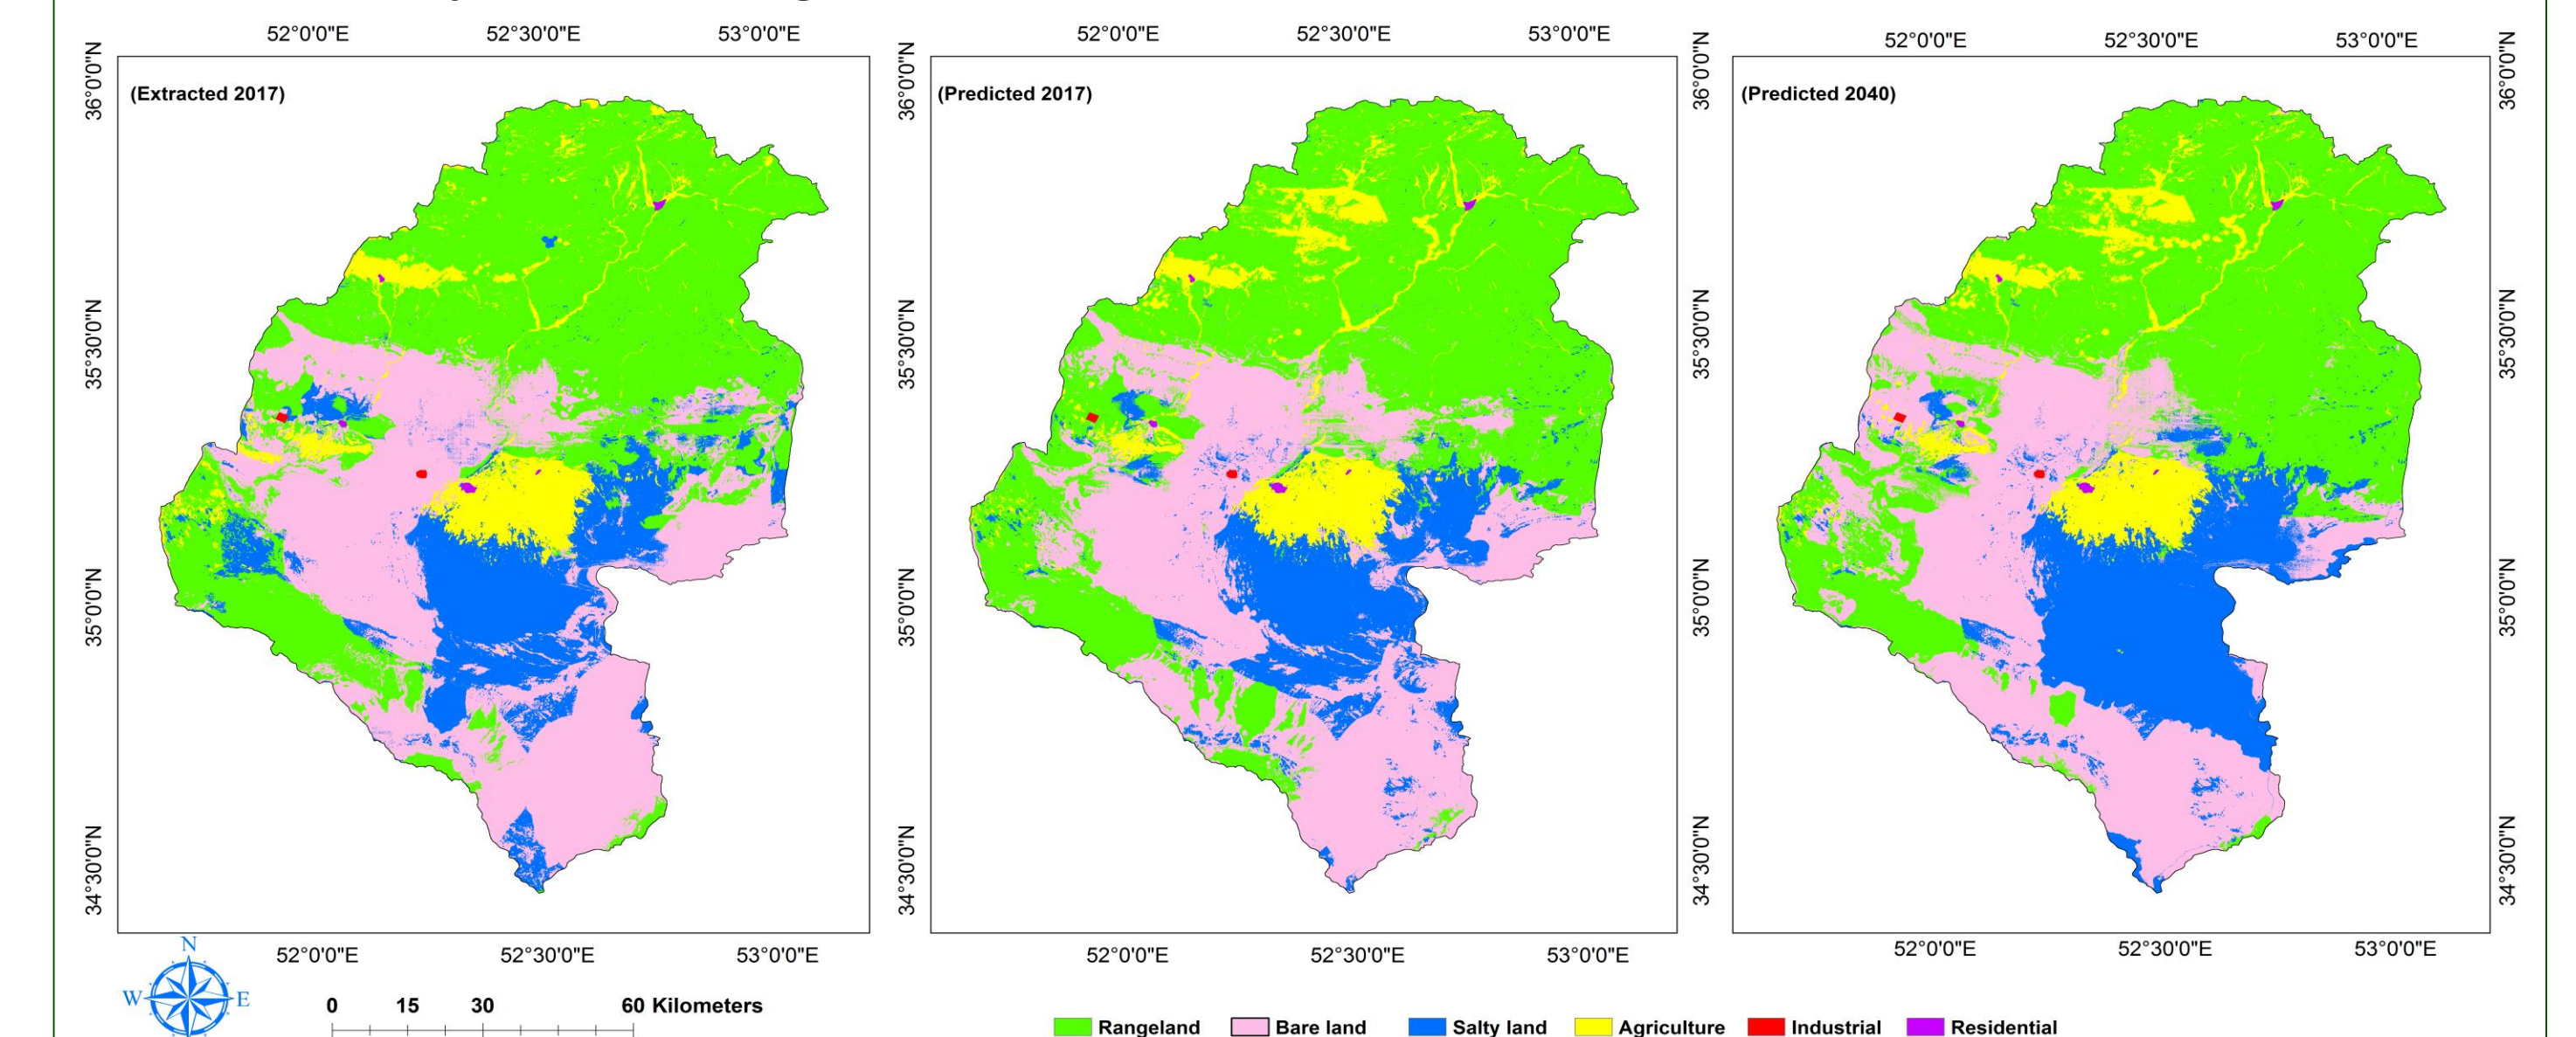 52°0'0"E 52°30'0"E 53°0'0"E
52°0'0"E 52°30'0"E 53°0'0"E
52°0'0"E 52°30'0"E 53°0'0"E
36°0'0"N
35°30'0"N
35°0'0"N
34°30'0"N
(Extracted 2017)
36°0'0"N
35°30'0"N
35°0'0"N
34°30'0"N
(Predicted 2017)
36°0'0"N
35°30'0"N
35°0'0"N
34°30'0"N
(Predicted 2040)
36°0'0"N
35°30'0"N
35°0'0"N
34°30'0"N
52°0'0"E 52°30'0"E 53°0'0"E
52°0'0"E 52°30'0"E 53°0'0"E
52°0'0"E 52°30'0"E 53°0'0"E
N
W E
0 15 30 60 Kilometers
Rangeland Bare land Salty land Agriculture Industrial Residential